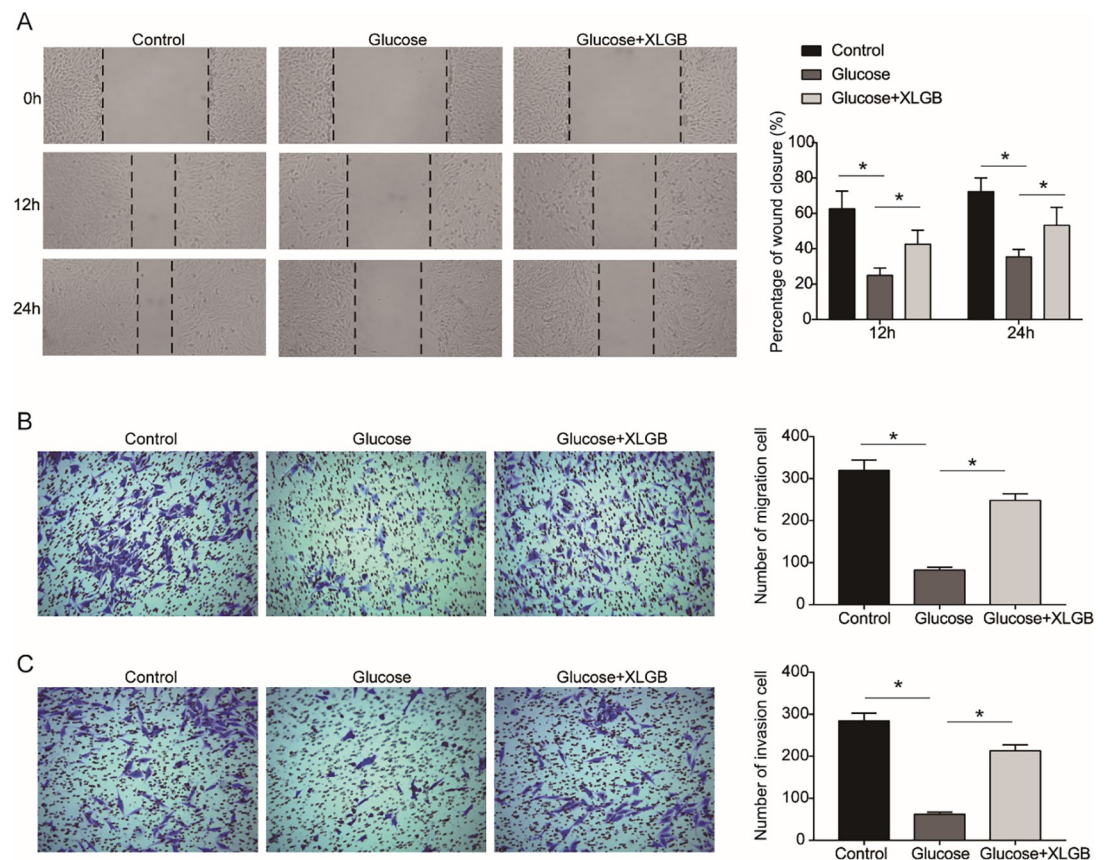 A
Control
Glucose
Glucose+XLGB
0h
12h
24h
Control
Glucose
Glucose+XLGB
Percentage of wound closure (%)
100
80
60
40
20
0
*
*
*
*
12h
24h
B
Control
Glucose
Glucose+XLGB
Number of migration cell
400
300
200
100
0
*
*
Control
Glucose
Glucose+XLGB
C
Control
Glucose
Glucose+XLGB
Number of invasion cell
400
300
200
100
0
*
*
Control
Glucose
Glucose+XLGB